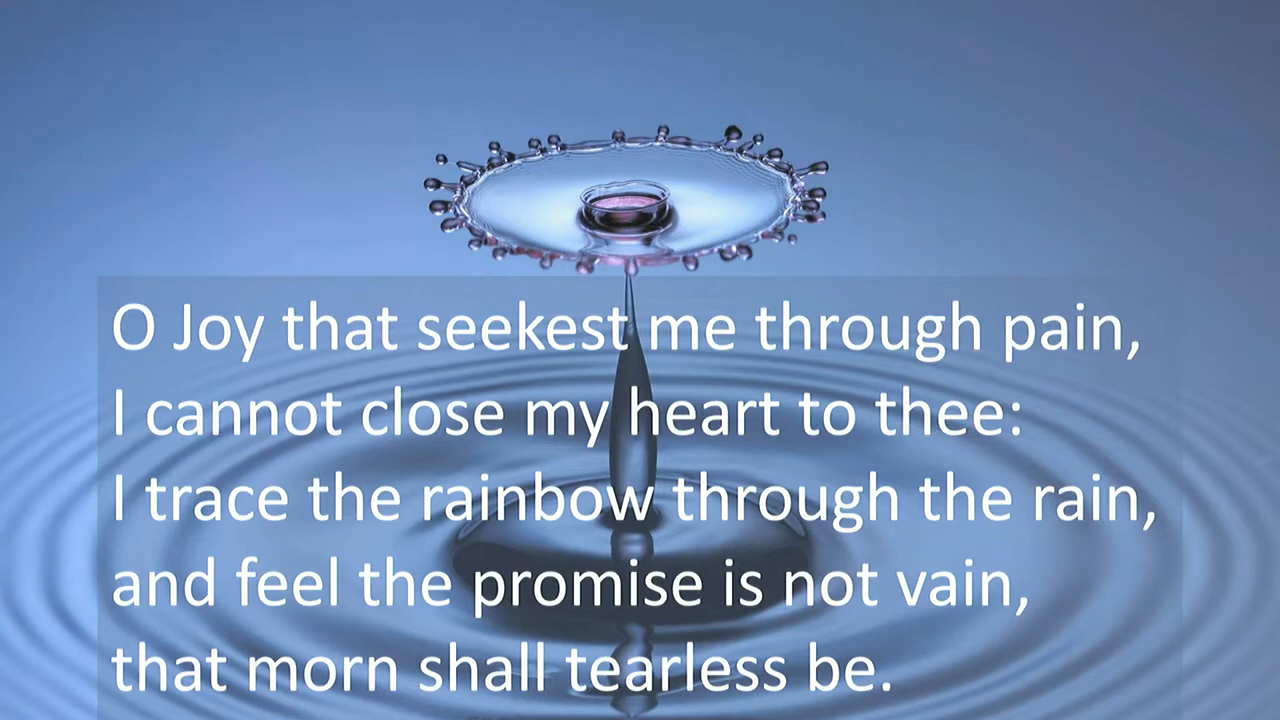 O Joy that seekest me through pain,
I cannot close my heart to thee:
I trace the rainbow through the rain,
and feel the promise is not vain,
that morn shall tearless be.